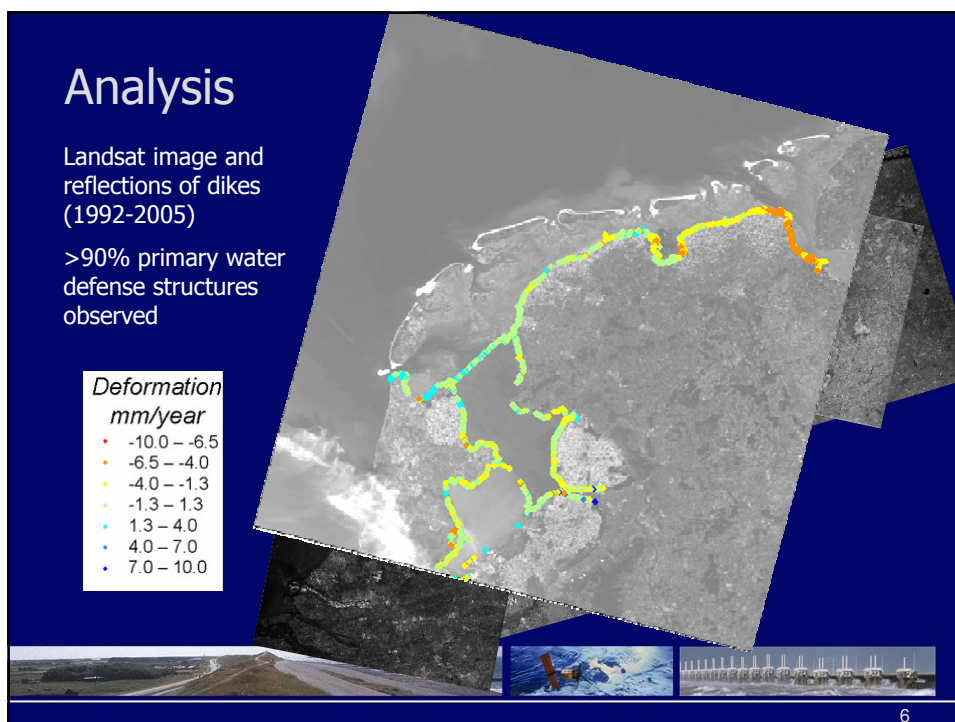 Analysis
Landsat image and
reflections of dikes
(1992-2005)
>90% primary water
defense structures
observed
Deformation
mm/year
-10.0 – -6.5
-6.5 – -4.0
-4.0 – -1.3
-1.3 – 1.3
1.3 – 4.0
4.0 – 7.0
7.0 – 10.0
6